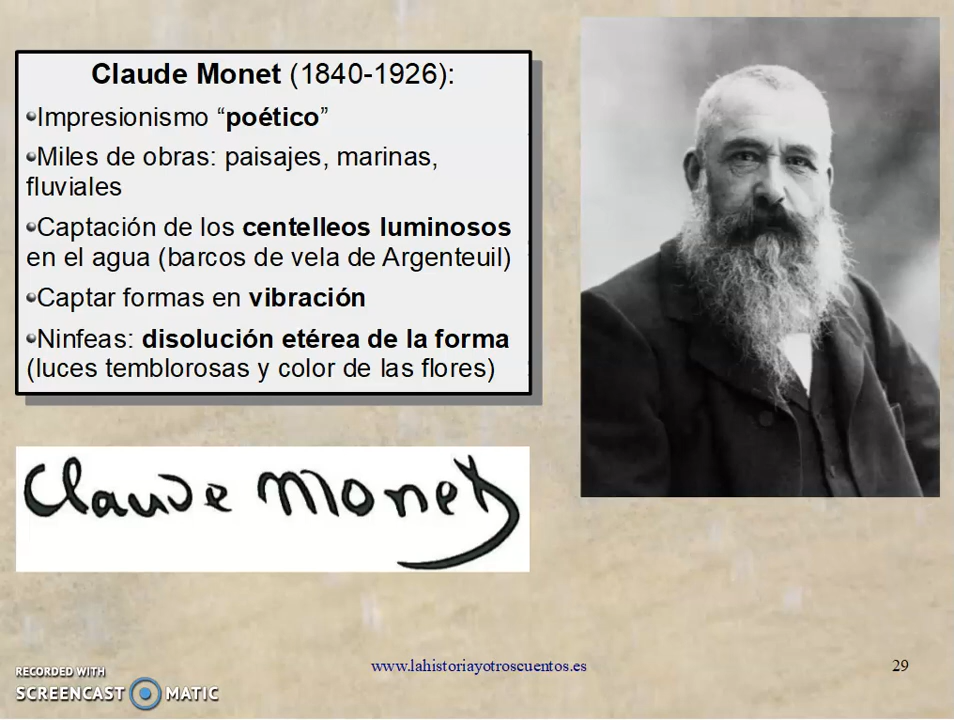 Claude Monet (1840-1926):
Impresionismo “poético”
Miles de obras: paisajes, marinas,
fluviales
Captación de los centelleos luminosos
en el agua (barcos de vela de Argenteuil)
Captar formas en vibración
Ninfeas: disolución etérea de la forma
(luces temblorosas y color de las flores)
Claude Monet
www.lahistoriayotroscuentos.es
29
RECORDED WITH
SCREENCAST MATIC